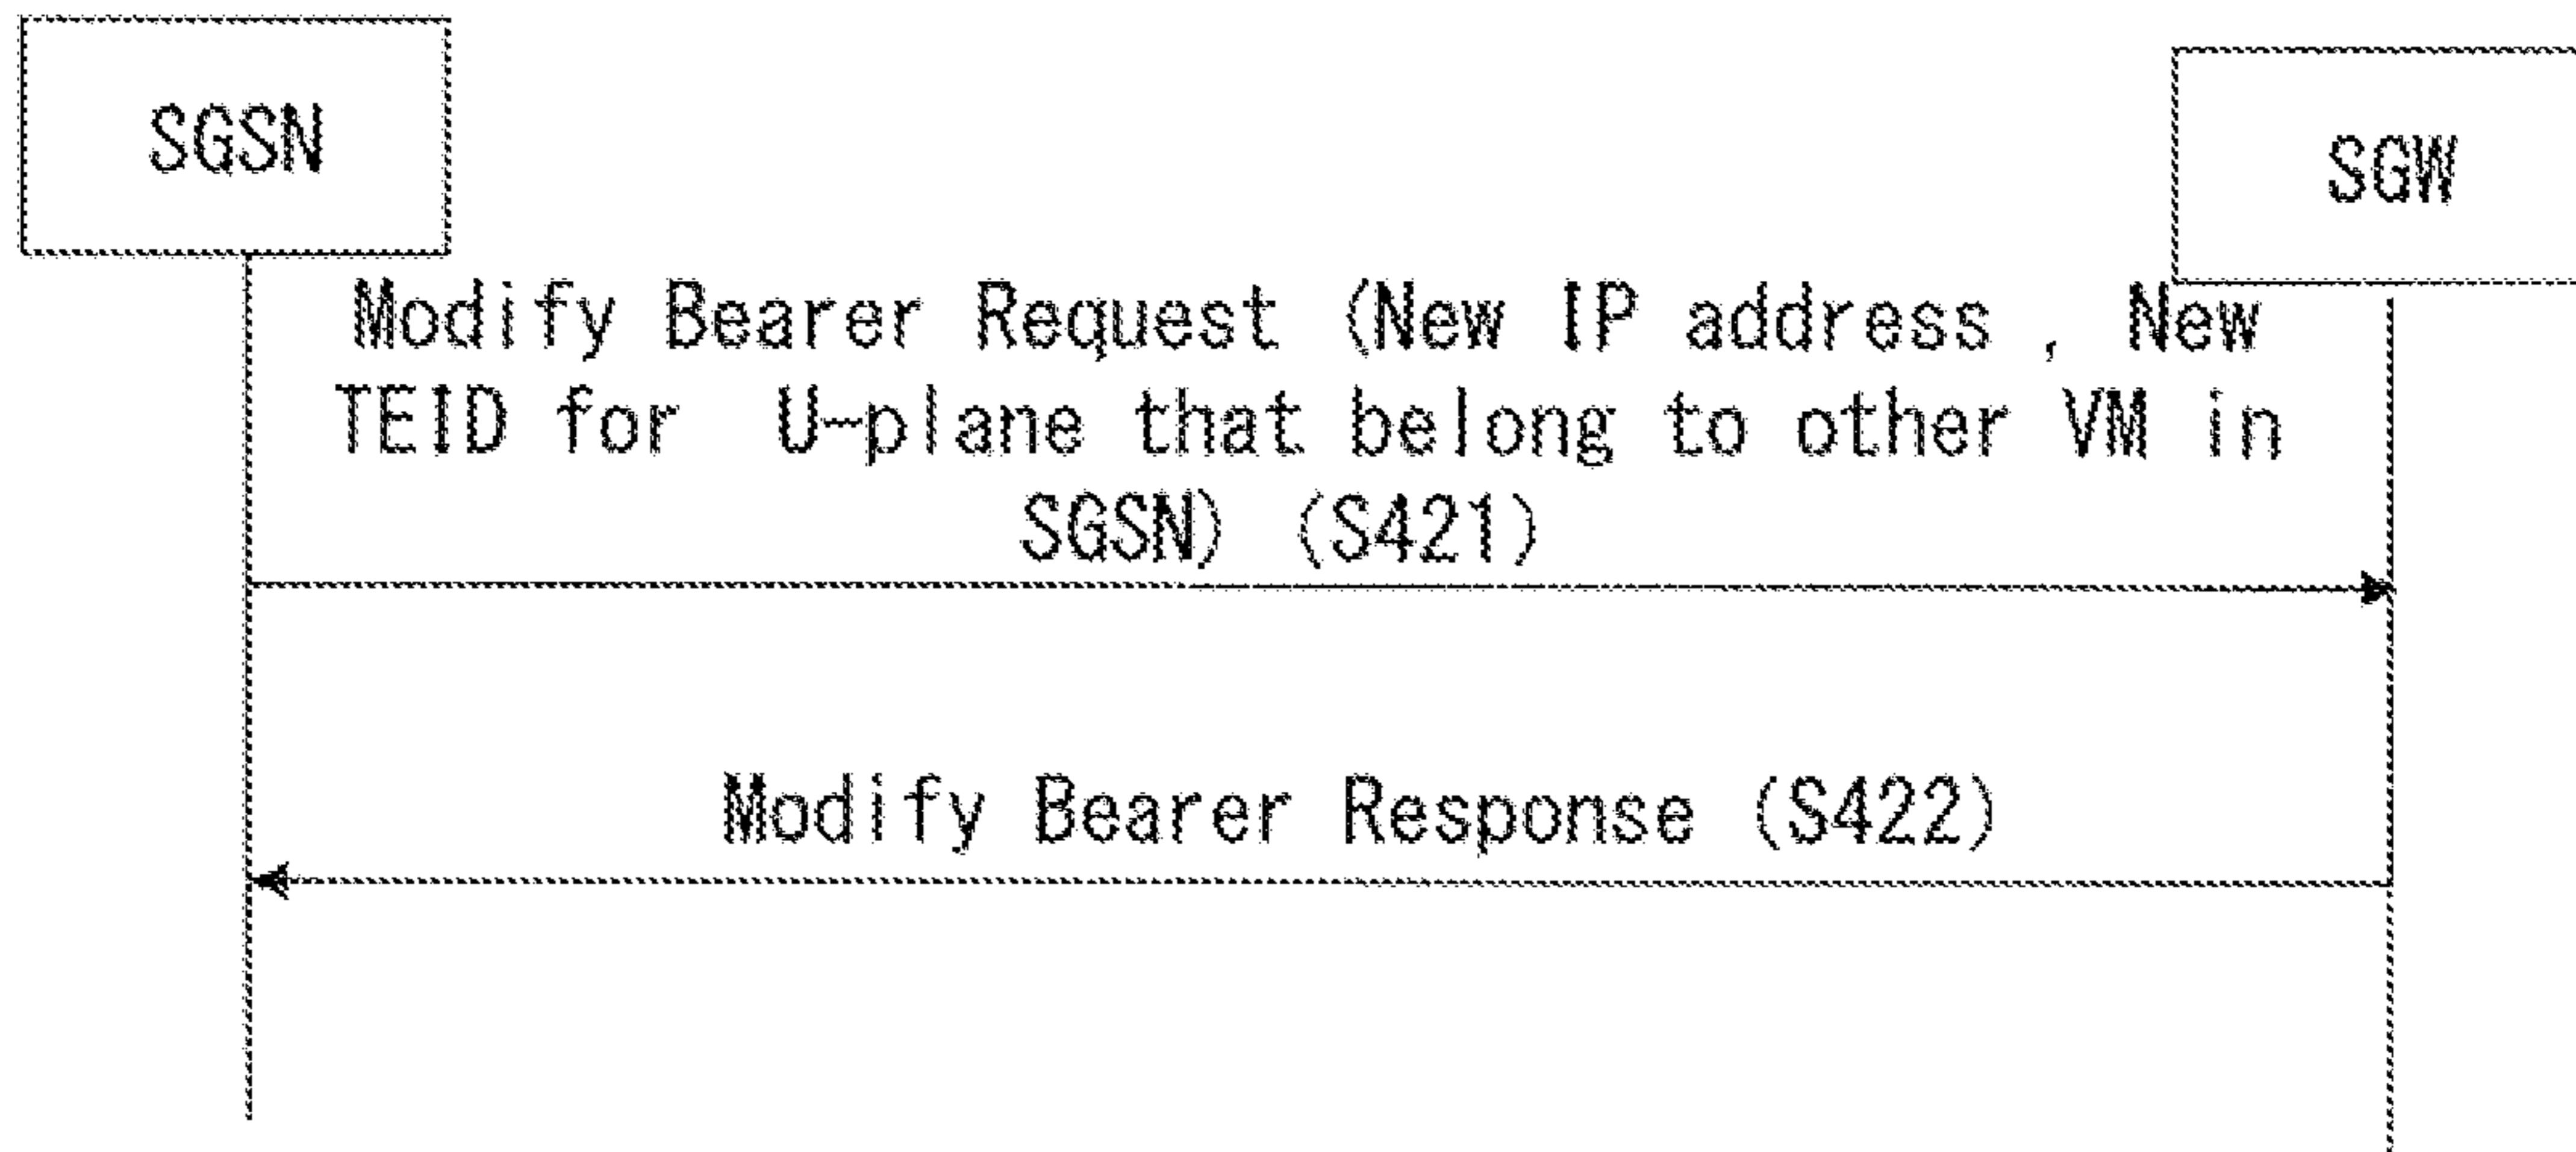 SGSN
SGW
Modify Bearer Request (New IP address , New
TEID for U-plane that belong to other VM in
SGSN) (S421)
Modify Bearer Response (S422)